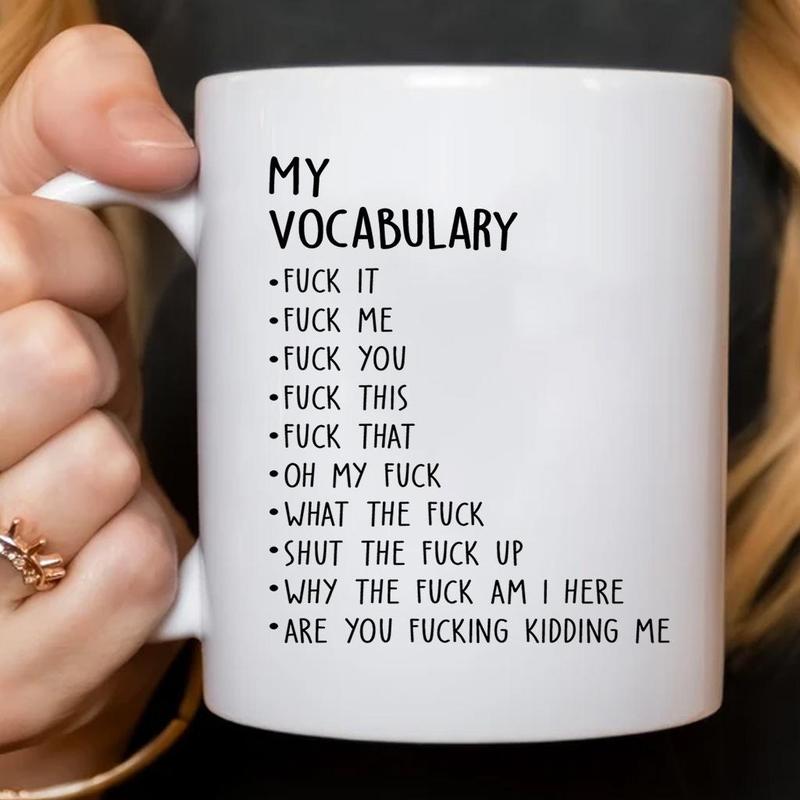 MY
VOCABULARY
•FUCK IT
•FUCK ME
•FUCK YOU
•FUCK THIS
•FUCK THAT
•OH MY FUCK
•WHAT THE FUCK
•SHUT THE FUCK UP
•WHY THE FUCK AM I HERE
•ARE YOU FUCKING KIDDING ME